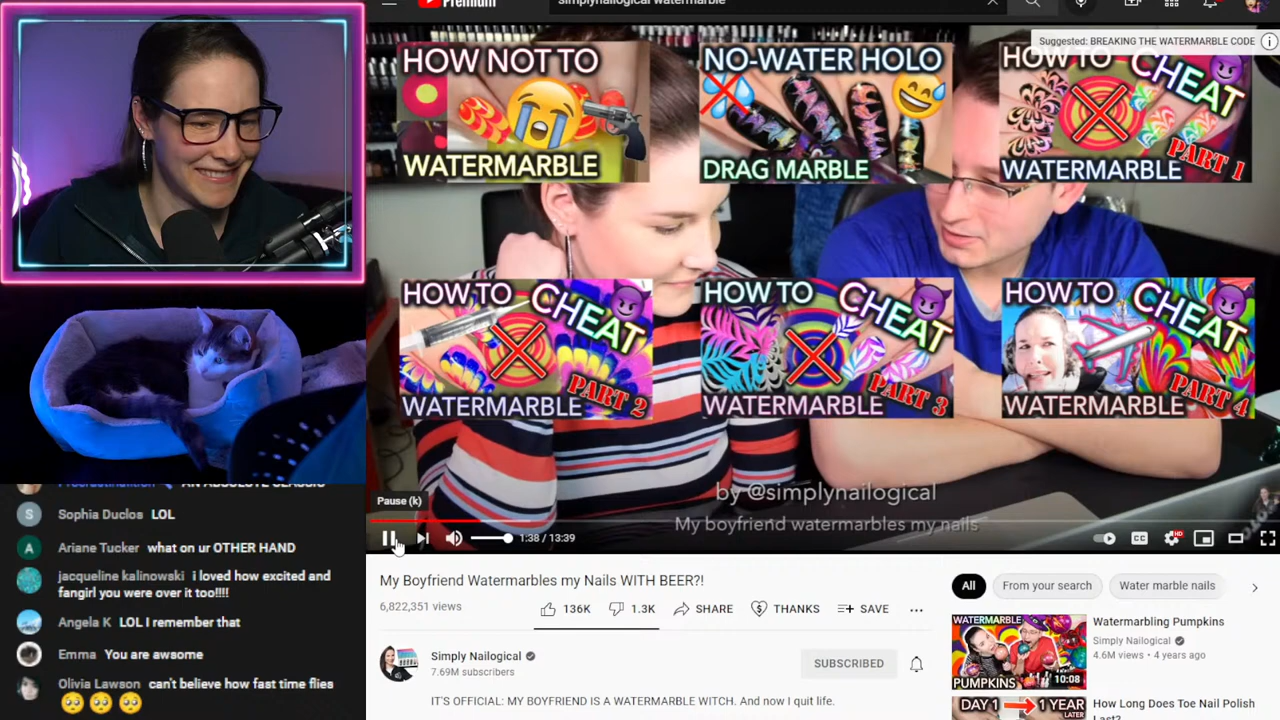 Premium
simplynailogical watermarble
Suggested: BREAKING THE WATERMARBLE CODE
HOW NOT TO
WATERMARBLE
NO-WATER HOLO
DRAG MARBLE
HOW TO CHEAT
PART 1
WATERMARBLE
HOW TO CHEAT
PART 2
WATERMARBLE
HOW TO CHEAT
PART 3
WATERMARBLE
HOW TO CHEAT
PART 4
WATERMARBLE
by @simplynailogical
My boyfriend watermarbles my nails
Pause (k)
1:38 / 13:39
CC
HD
My Boyfriend Watermarbles my Nails WITH BEER?!
6,822,351 views
136K
1.3K
SHARE
THANKS
SAVE
Simply Nailogical
7.69M subscribers
SUBSCRIBED
IT'S OFFICIAL: MY BOYFRIEND IS A WATERMARBLE WITCH. And now I quit life.
All
From your search
Water marble nails
WATERMARBLE
PUMPKINS
10:08
Watermarbling Pumpkins
Simply Nailogical
4.6M views • 4 years ago
DAY 1
1 YEAR
LATER
How Long Does Toe Nail Polish
Last?
AN ABSOLUTE CLASSIC
S
Sophia Duclos LOL
A
Ariane Tucker what on ur OTHER HAND
jacqueline kalinowski i loved how excited and
fangirl you were over it too!!!!
Angela K LOL I remember that
Emma You are awsome
Olivia Lawson can't believe how fast time flies
🥺🥺🥺